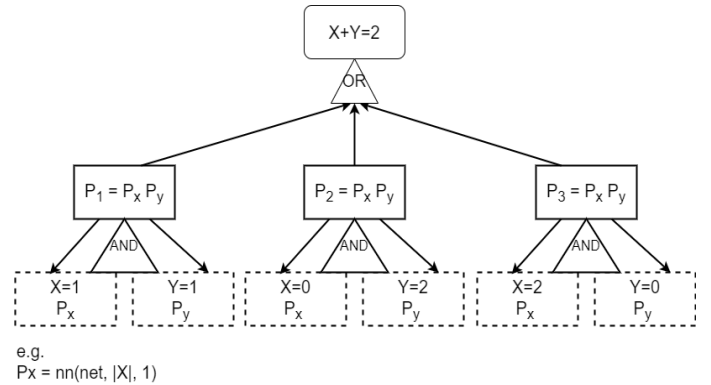 X+Y=2
OR
P1 = Px Py
P2 = Px Py
P3 = Px Py
AND
AND
AND
X=1
Px
Y=1
Py
X=0
Px
Y=2
Py
X=2
Px
Y=0
Py
e.g.
Px = nn(net, |X|, 1)